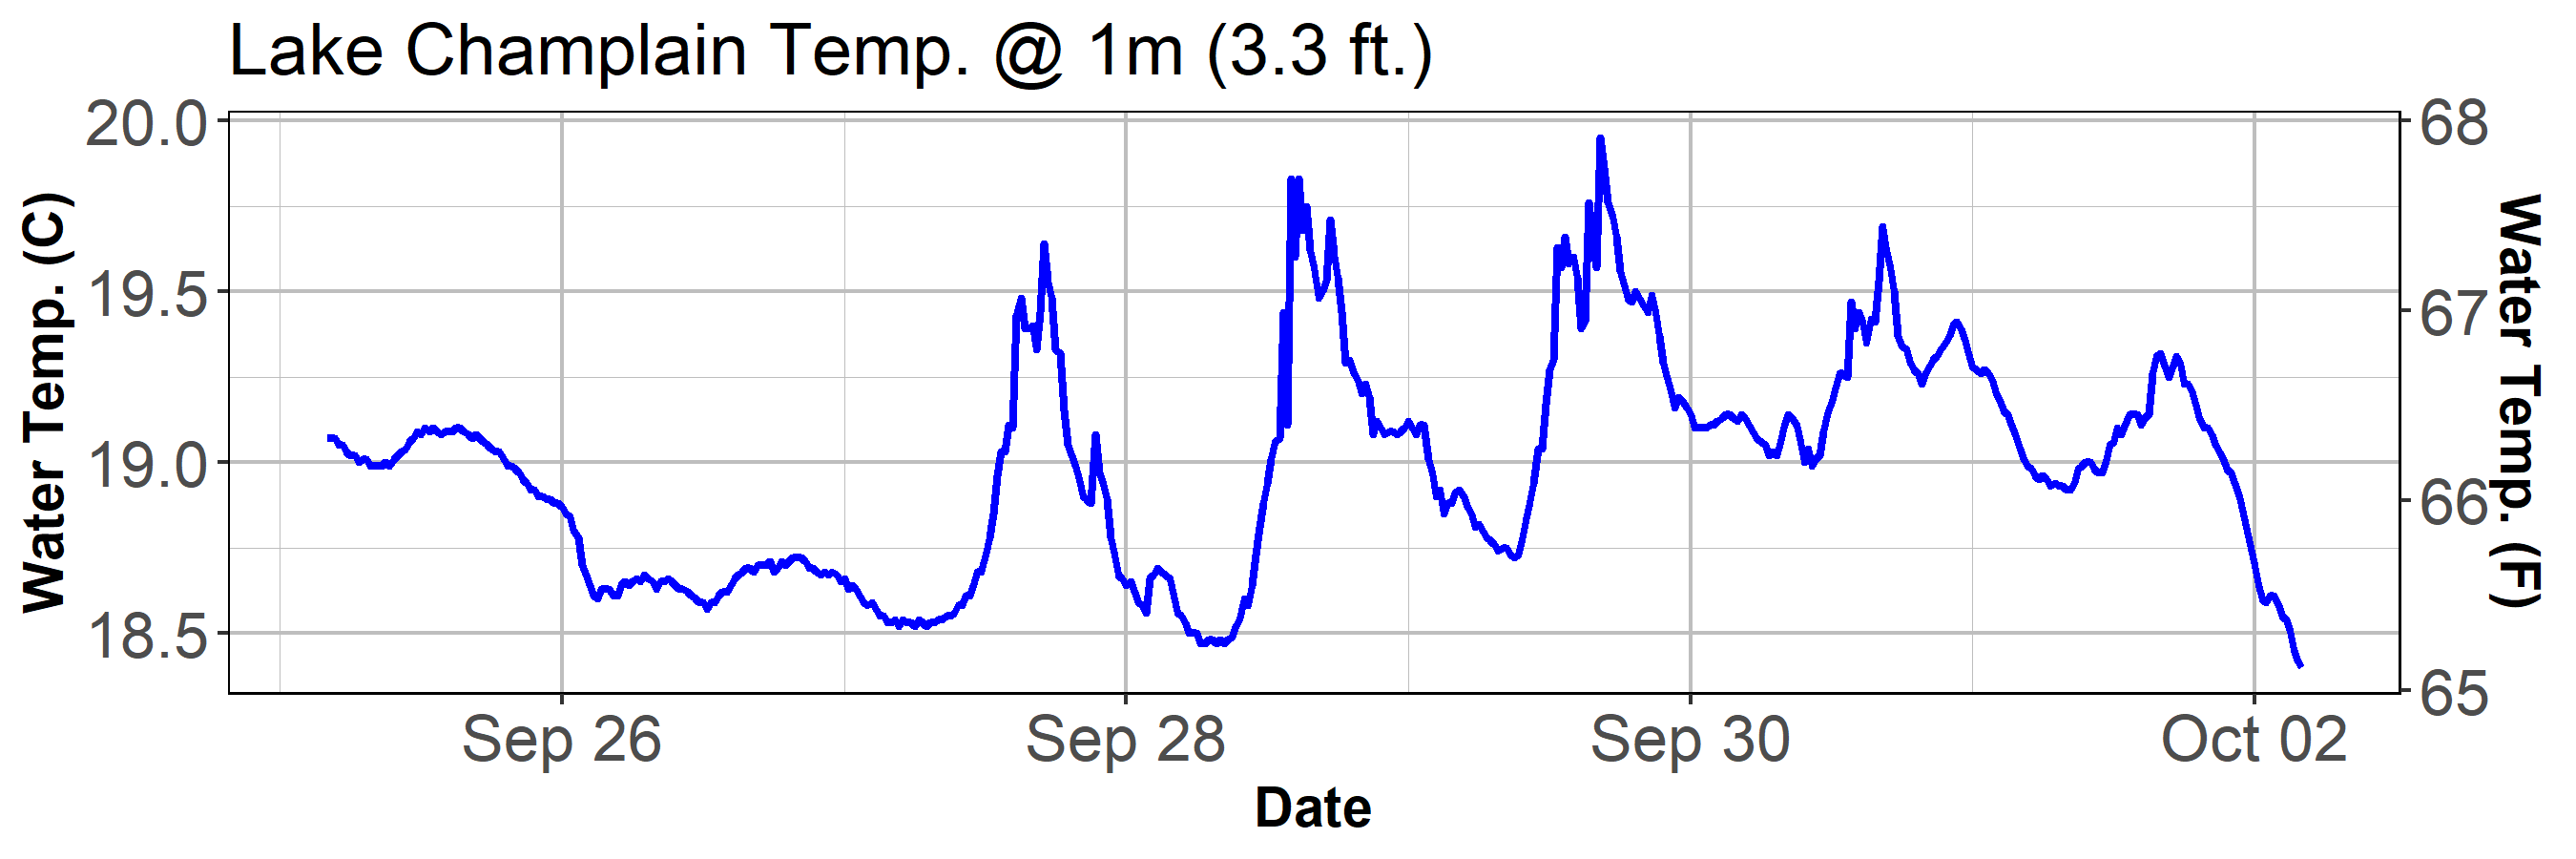 Lake Champlain Temp. @ 1m (3.3 ft.)
20.0
19.5
19.0
18.5
Water Temp. (C)
68
67
66
65
Water Temp. (F)
Sep 26
Sep 28
Sep 30
Oct 02
Date